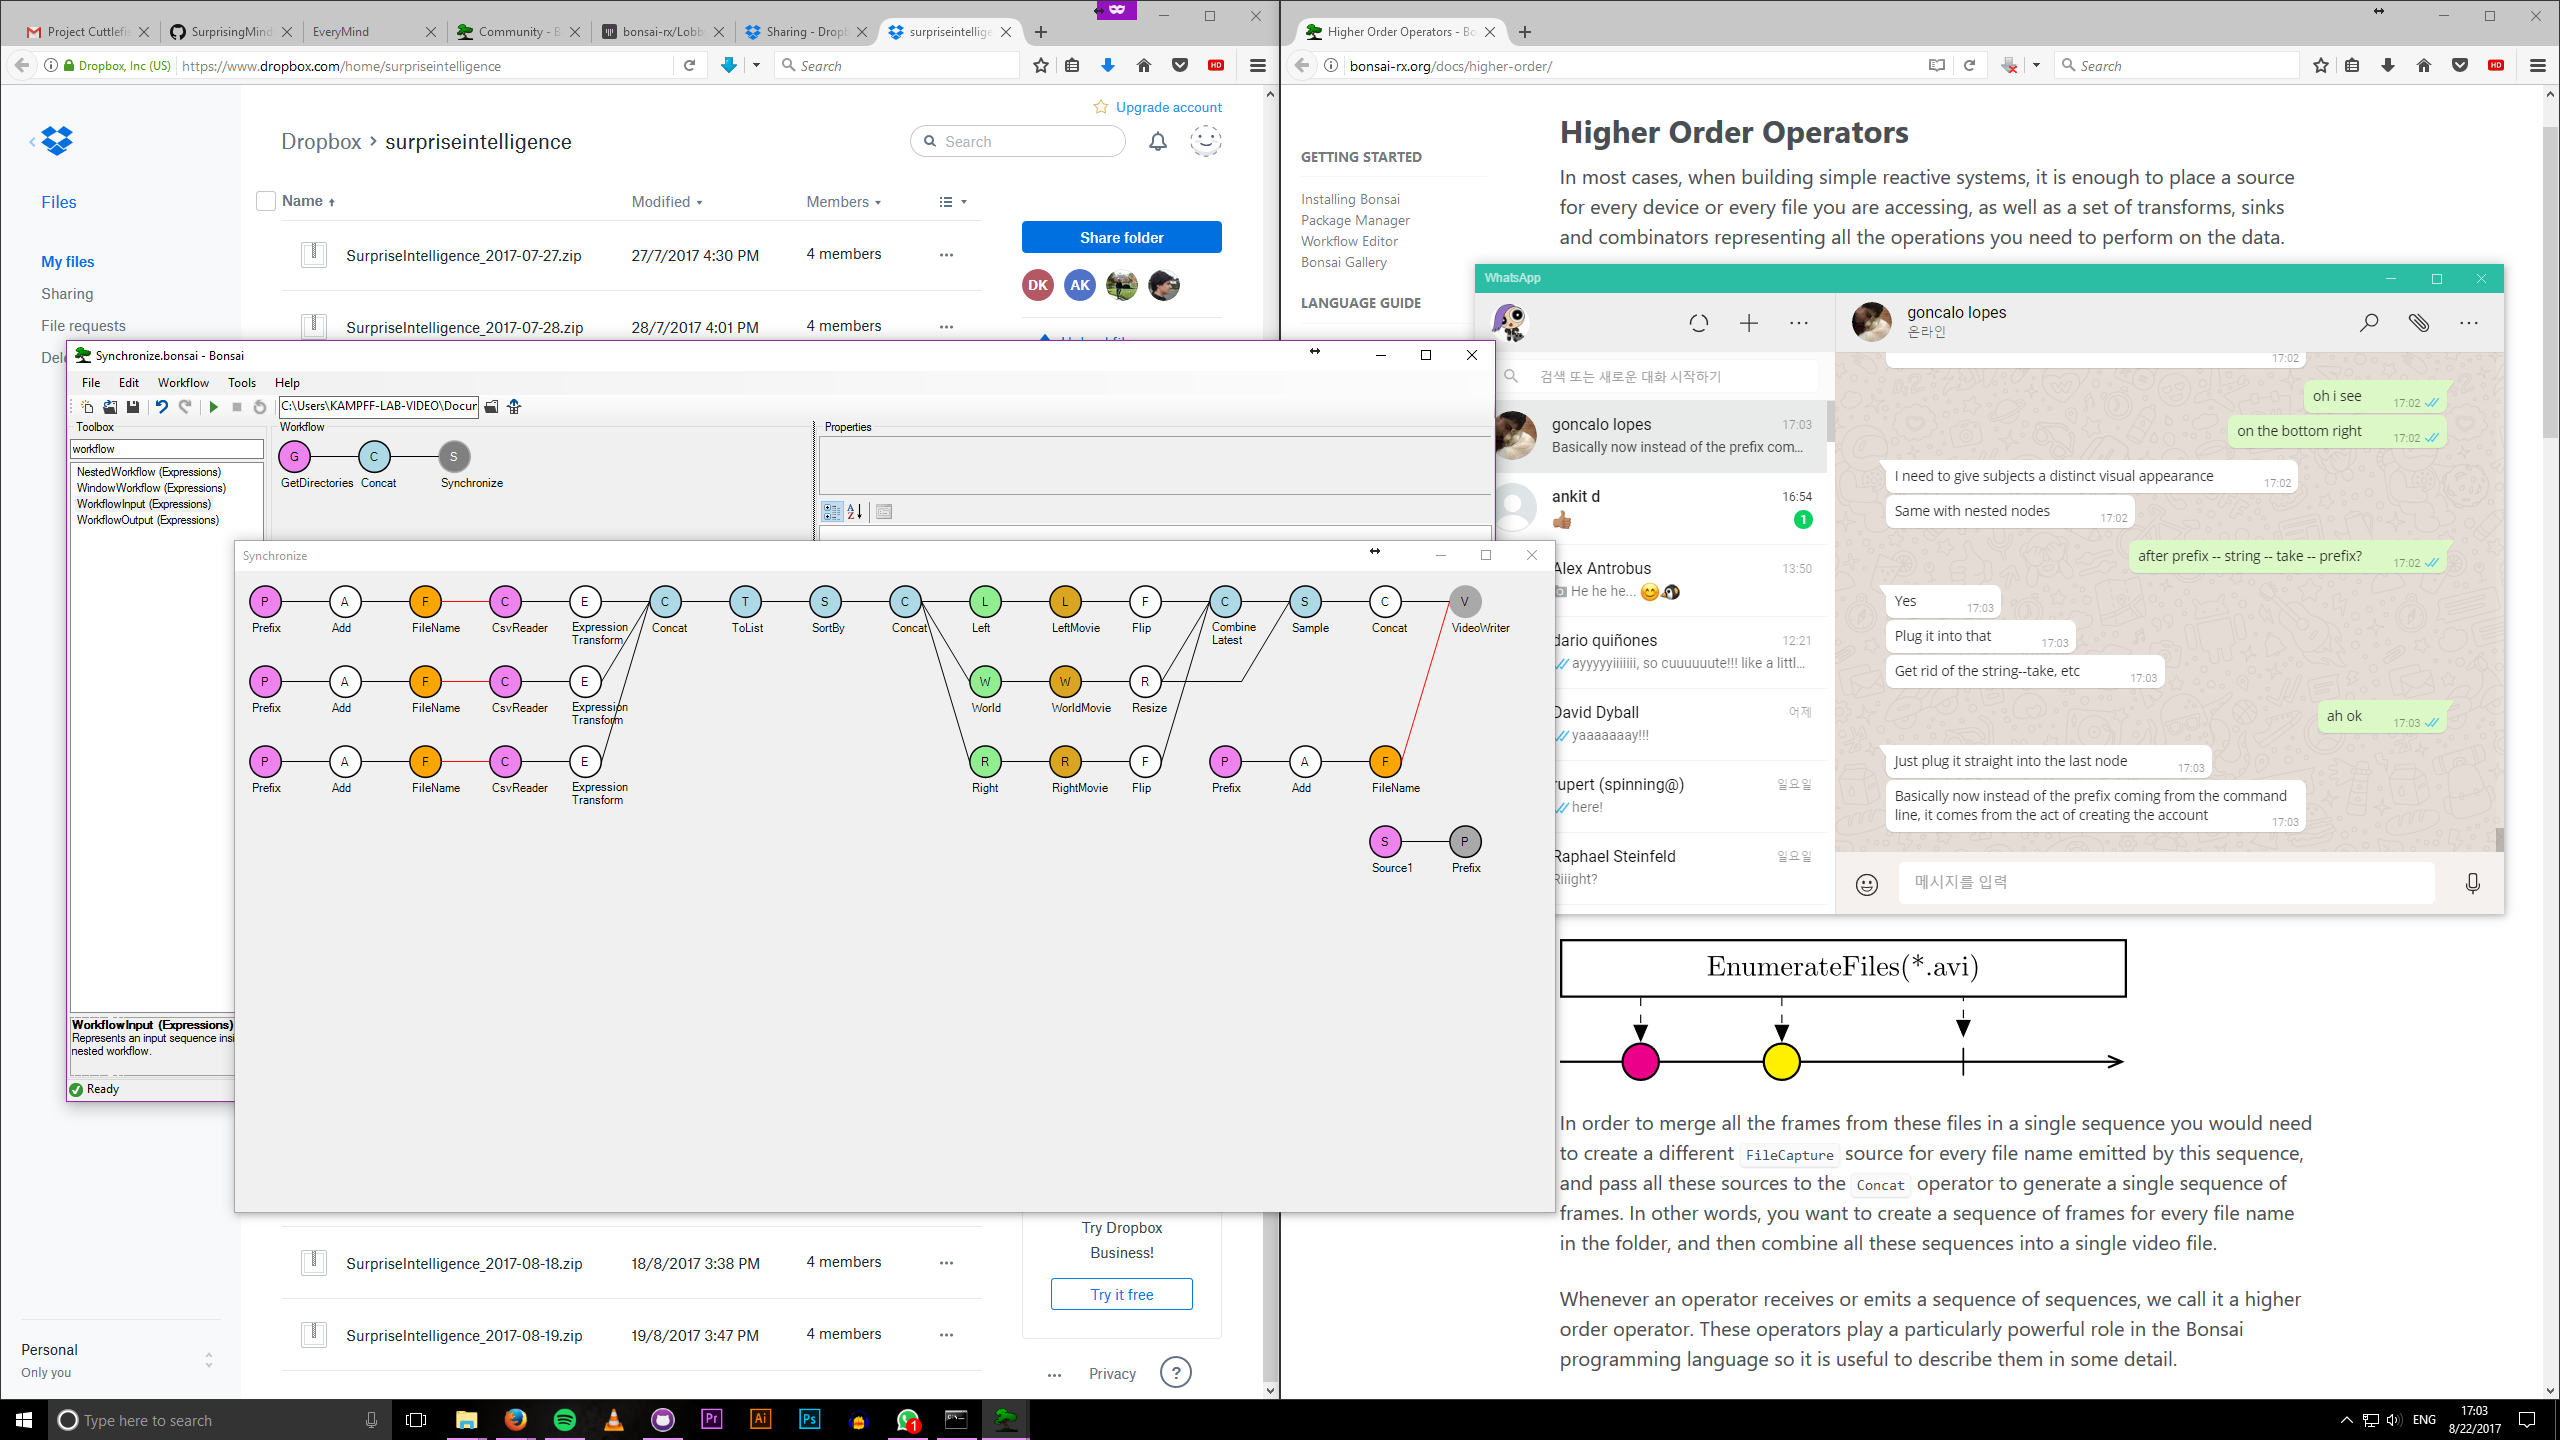 Project Cuttlefis
SurprisingMind
EveryMind
Community - B
bonsai-rx/Lobb
Sharing - Dropb
surpriseintellige
Dropbox, Inc (US)
https://www.dropbox.com/home/surpriseintelligence
Search
HD
Upgrade account
Dropbox › surpriseintelligence
Search
Files
My files
Sharing
File requests
Name
Modified
Members
SurpriseIntelligence_2017-07-27.zip
27/7/2017 4:30 PM
4 members
SurpriseIntelligence_2017-07-28.zip
28/7/2017 4:01 PM
4 members
Share folder
DK
AK
Synchronize.bonsai - Bonsai
File
Edit
Workflow
Tools
Help
C:\Users\KAMPFF-LAB-VIDEO\Docur
Toolbox
workflow
NestedWorkflow (Expressions)
WindowWorkflow (Expressions)
WorkflowInput (Expressions)
WorkflowOutput (Expressions)
Workflow
G
C
S
GetDirectories
Concat
Synchronize
Properties
WorkflowInput (Expressions)
Represents an input sequence insi
nested workflow.
Ready
Synchronize
P A F C E C T S C L L F C S C V
Prefix
Add
FileName
CsvReader
Expression
Transform
Concat
ToList
SortBy
Concat
Left
LeftMovie
Flip
Combine
Latest
Sample
Concat
VideoWriter
P A F C E W W R
Prefix
Add
FileName
CsvReader
Expression
Transform
World
WorldMovie
Resize
P A F C E R R F P A F
Prefix
Add
FileName
CsvReader
Expression
Transform
Right
RightMovie
Flip
Prefix
Add
FileName
S P
Source1
Prefix
SurpriseIntelligence_2017-08-18.zip
18/8/2017 3:38 PM
4 members
SurpriseIntelligence_2017-08-19.zip
19/8/2017 3:47 PM
4 members
Try Dropbox
Business!
Try it free
Personal
Only you
Privacy
?
Higher Order Operators - Bo
bonsai-rx.org/docs/higher-order/
Search
HD
GETTING STARTED
Installing Bonsai
Package Manager
Workflow Editor
Bonsai Gallery
LANGUAGE GUIDE
Higher Order Operators
In most cases, when building simple reactive systems, it is enough to place a source
for every device or every file you are accessing, as well as a set of transforms, sinks
and combinators representing all the operations you need to perform on the data.
WhatsApp
검색 또는 새로운 대화 시작하기
goncalo lopes
17:03
Basically now instead of the prefix com...
ankit d
16:54
1
Alex Antrobus
13:50
He he he...
dario quiñones
12:21
ayyyyyiiiiiii, so cuuuuuute!!! like a littl...
David Dyball
어제
yaaaaaaay!!!
rupert (spinning@)
일요일
here!
Raphael Steinfeld
일요일
Riiight?
goncalo lopes
온라인
17:02
oh i see
17:02
on the bottom right
17:02
I need to give subjects a distinct visual appearance
17:02
Same with nested nodes
17:02
after prefix -- string -- take -- prefix?
17:02
Yes
17:03
Plug it into that
17:03
Get rid of the string--take, etc
17:03
ah ok
17:03
Just plug it straight into the last node
17:03
Basically now instead of the prefix coming from the command
line, it comes from the act of creating the account
17:03
메시지를 입력
EnumerateFiles(*.avi)
In order to merge all the frames from these files in a single sequence you would need
to create a different FileCapture source for every file name emitted by this sequence,
and pass all these sources to the Concat operator to generate a single sequence of
frames. In other words, you want to create a sequence of frames for every file name
in the folder, and then combine all these sequences into a single video file.
Whenever an operator receives or emits a sequence of sequences, we call it a higher
order operator. These operators play a particularly powerful role in the Bonsai
programming language so it is useful to describe them in some detail.
Type here to search
Pr
Ai
Ps
1
ENG
17:03
8/22/2017